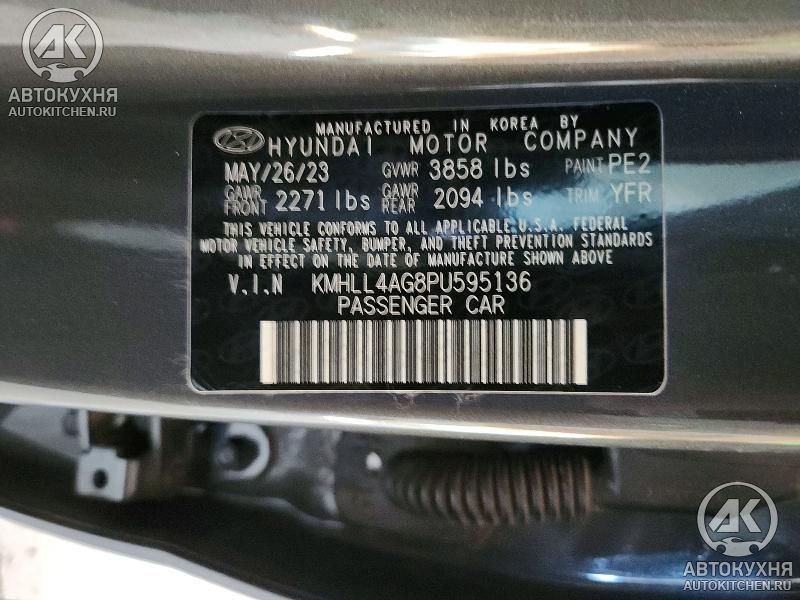 AK
АВТОКУХНЯ
AUTOKITCHEN.RU
MANUFACTURED IN KOREA BY
HYUNDAI MOTOR COMPANY
MAY/26/23 GVWR 3858 lbs PAINT PE2
GAWR FRONT 2271 lbs GAWR REAR 2094 lbs TRIM YFR
THIS VEHICLE CONFORMS TO ALL APPLICABLE U.S.A. FEDERAL
MOTOR VEHICLE SAFETY, BUMPER, AND THEFT PREVENTION
STANDARDS IN EFFECT ON THE DATE OF MANUFACTURE SHOWN ABOVE
V.I.N KMHLL4AG8PU595136
PASSENGER CAR
AK
АВТОКУХНЯ
AUTOKITCHEN.RU